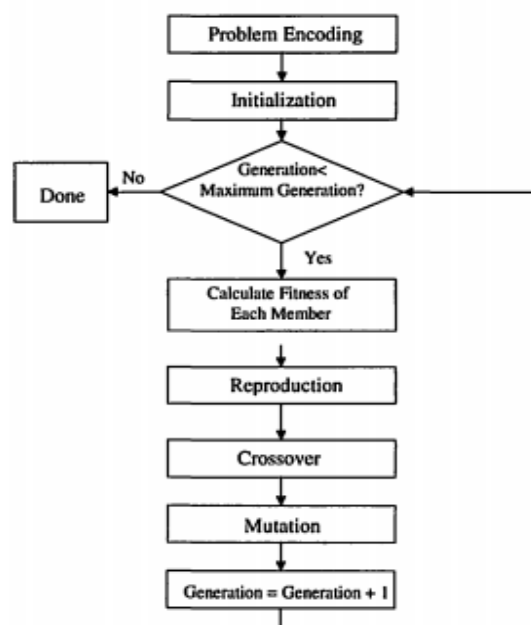 Problem Encoding
Initialization
Generation<
Maximum Generation?
No
Done
Yes
Calculate Fitness of
Each Member
Reproduction
Crossover
Mutation
Generation = Generation + 1